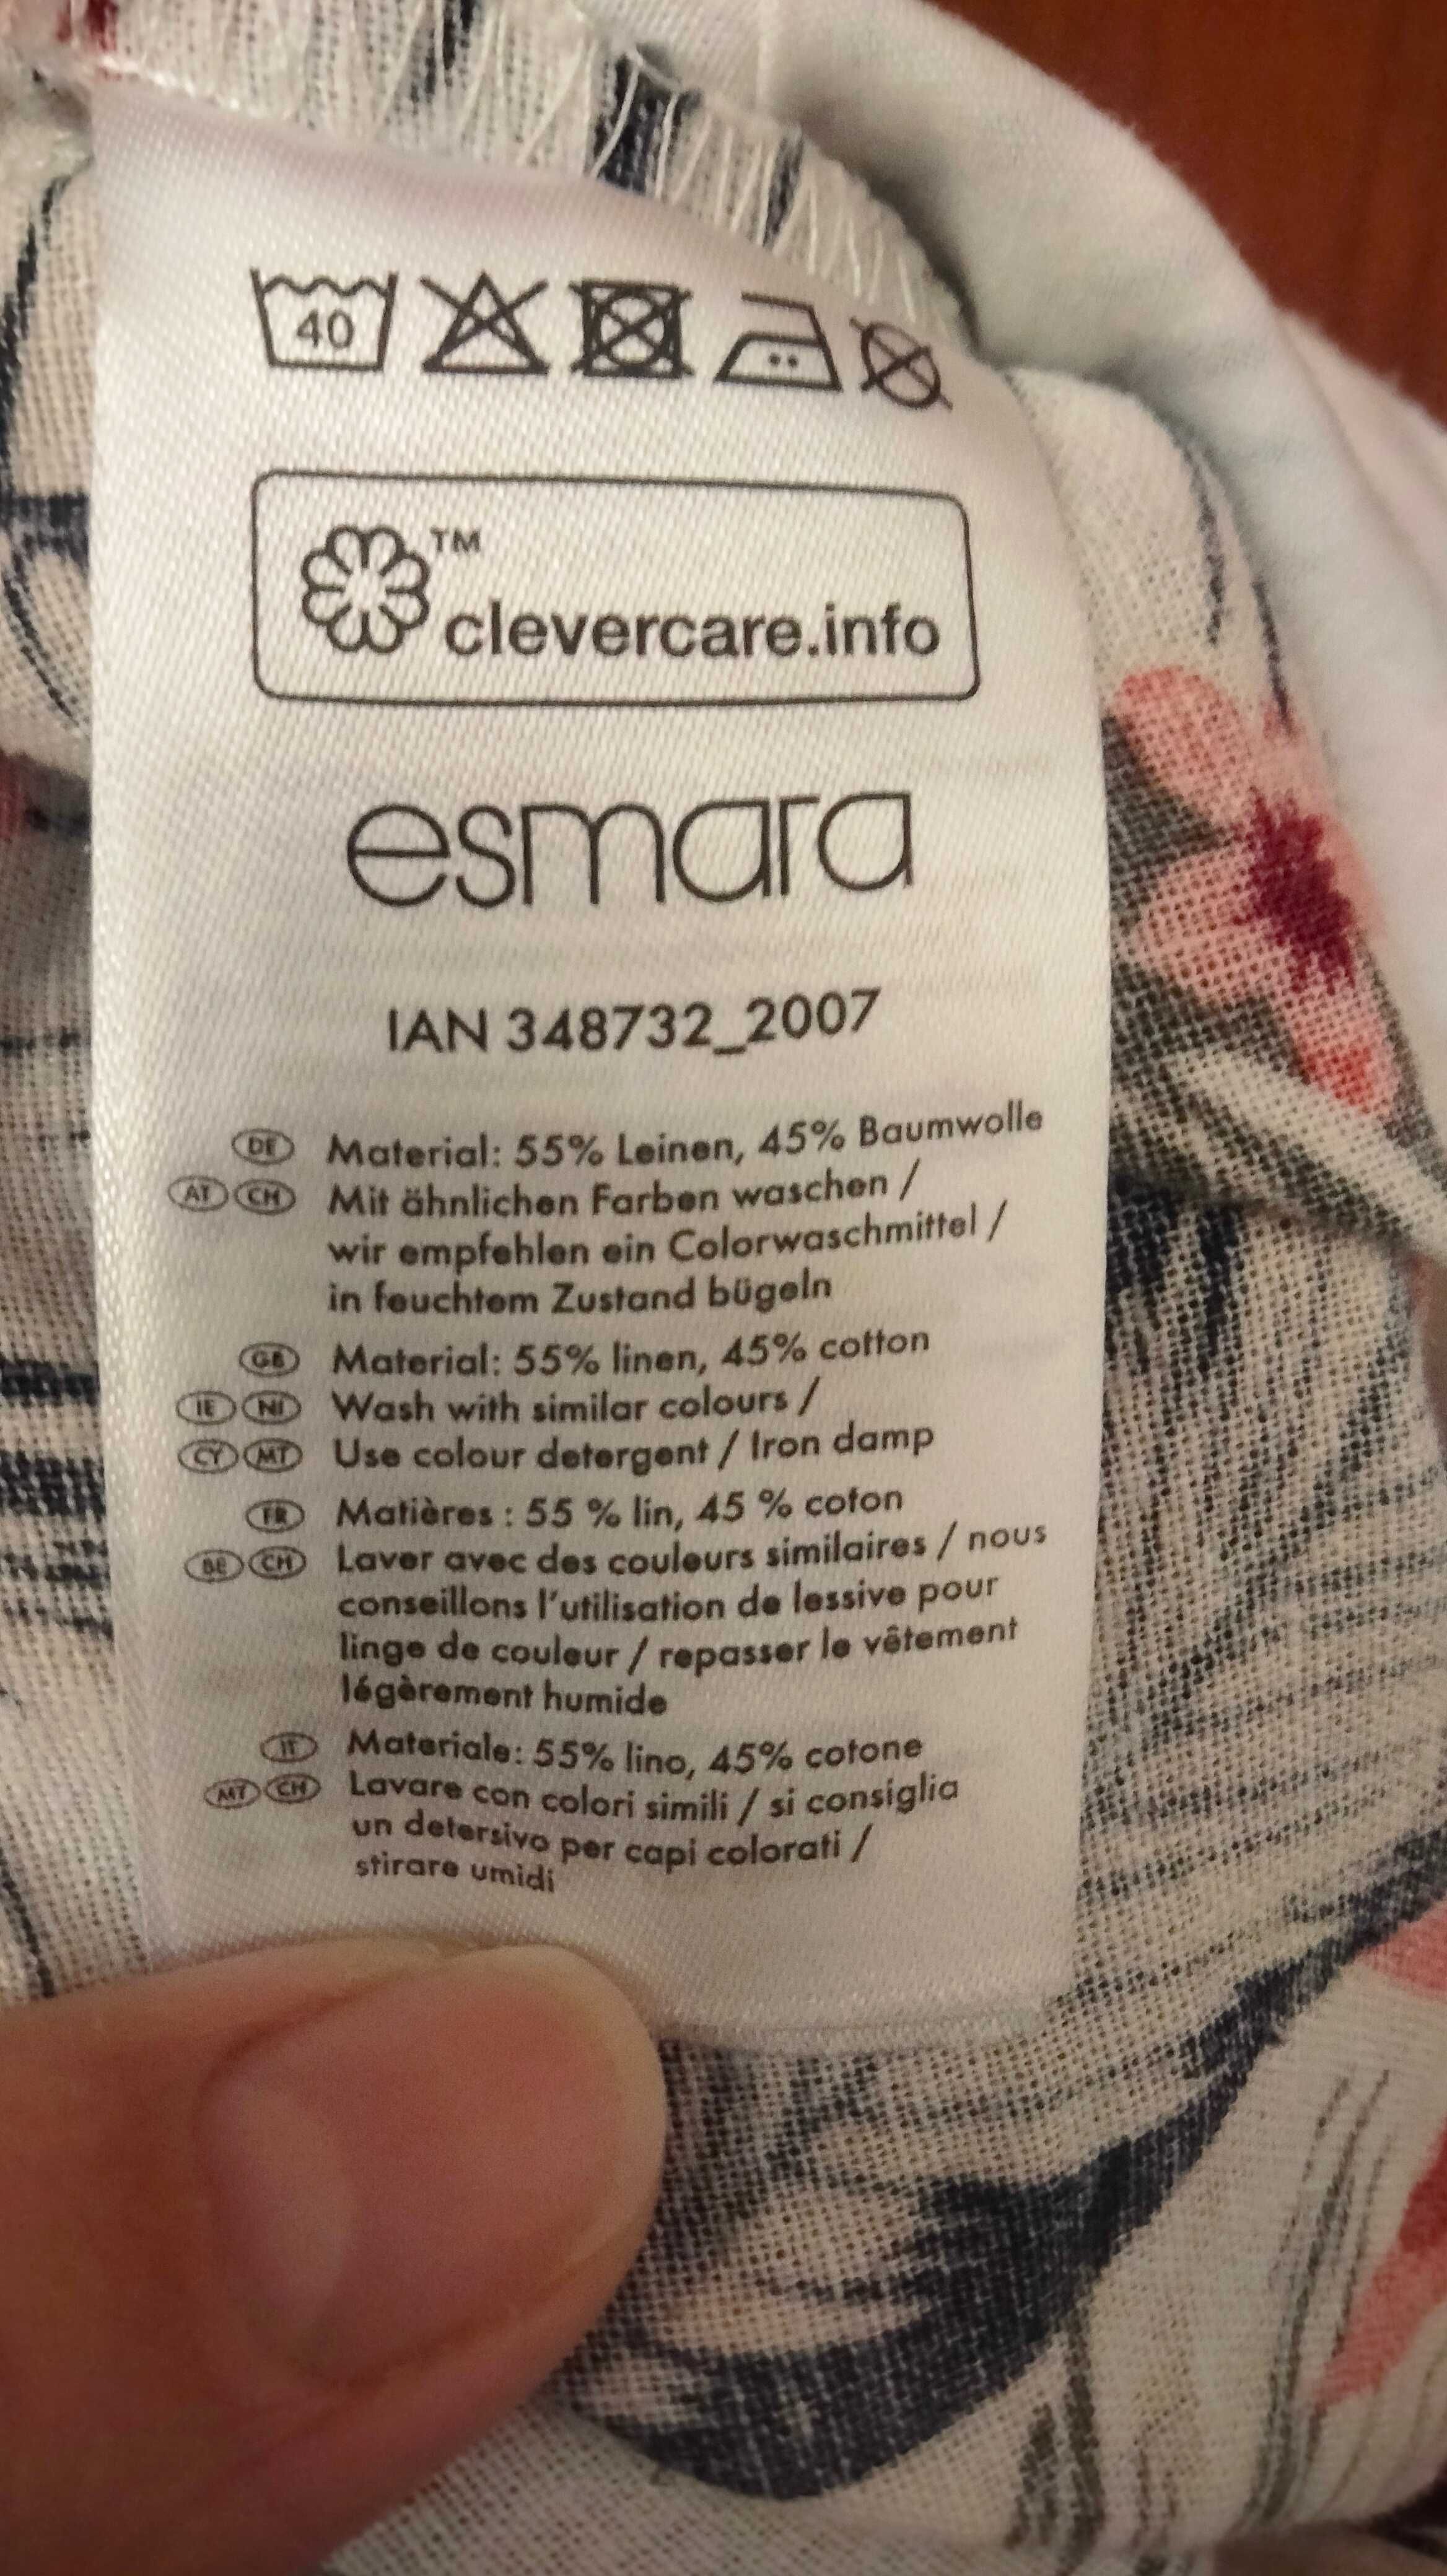 40
TM
clevercare.info
esmara
IAN 348732_2007
DE Material: 55% Leinen, 45% Baumwolle
AT CH Mit ähnlichen Farben waschen /
wir empfehlen ein Colorwaschmittel /
in feuchtem Zustand bügeln
GB Material: 55% linen, 45% cotton
IE NI Wash with similar colours /
CY MT Use colour detergent / Iron damp
FR Matières : 55 % lin, 45 % coton
BE CH Laver avec des couleurs similaires / nous
conseillons l'utilisation de lessive pour
linge de couleur / repasser le vêtement
légèrement humide
IT Materiale: 55% lino, 45% cotone
MT CH Lavare con colori simili / si consiglia
un detersivo per capi colorati /
stirare umidi